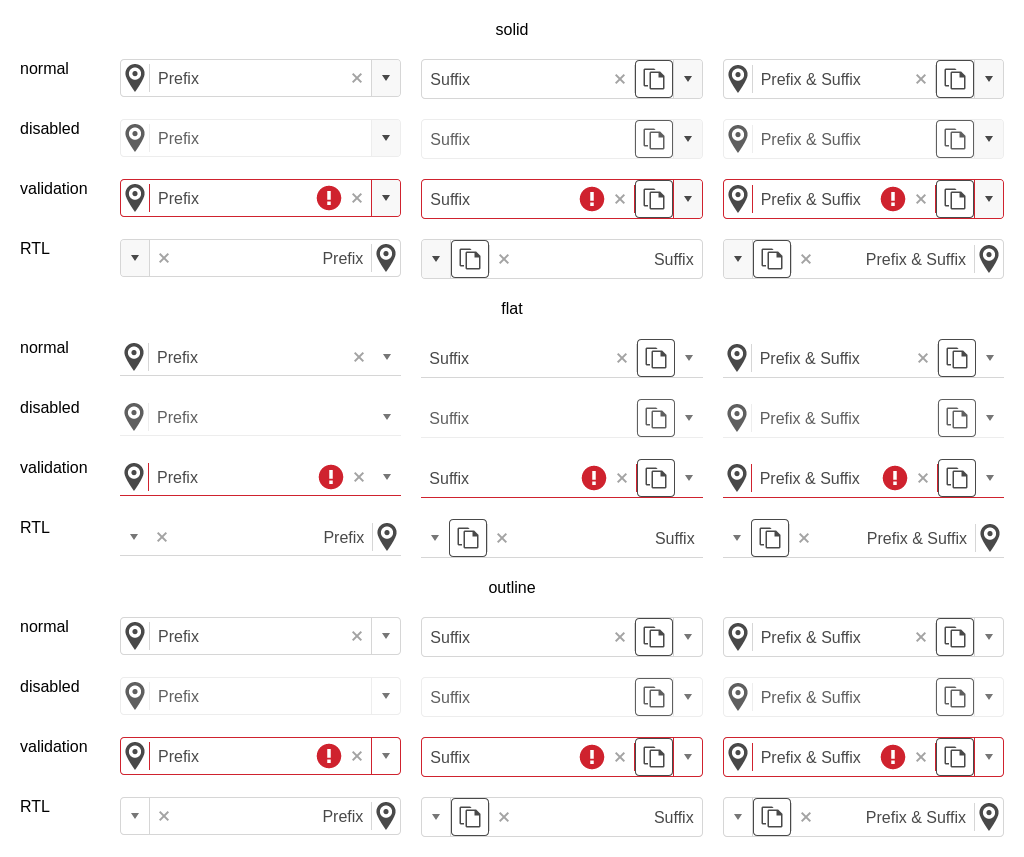 solid
normal Prefix Suffix Prefix & Suffix
disabled Prefix Suffix Prefix & Suffix
validation Prefix Suffix Prefix & Suffix
RTL Prefix Suffix Prefix & Suffix
flat
normal Prefix Suffix Prefix & Suffix
disabled Prefix Suffix Prefix & Suffix
validation Prefix Suffix Prefix & Suffix
RTL Prefix Suffix Prefix & Suffix
outline
normal Prefix Suffix Prefix & Suffix
disabled Prefix Suffix Prefix & Suffix
validation Prefix Suffix Prefix & Suffix
RTL Prefix Suffix Prefix & Suffix